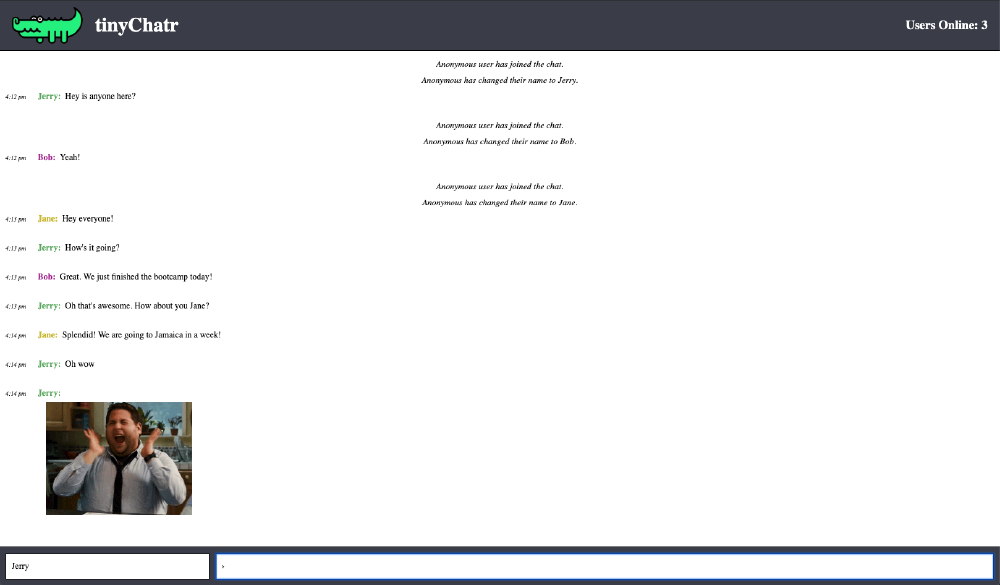 tinyChatr
Users Online: 3
Anonymous user has joined the chat.
Anonymous has changed their name to Jerry.
4:12 pm Jerry: Hey is anyone here?
Anonymous user has joined the chat.
Anonymous has changed their name to Bob.
4:12 pm Bob: Yeah!
Anonymous user has joined the chat.
Anonymous has changed their name to Jane.
4:13 pm Jane: Hey everyone!
4:13 pm Jerry: How's it going?
4:13 pm Bob: Great. We just finished the bootcamp today!
4:13 pm Jerry: Oh that's awesome. How about you Jane?
4:14 pm Jane: Splendid! We are going to Jamaica in a week!
4:14 pm Jerry: Oh wow
4:14 pm Jerry:
Jerry
›